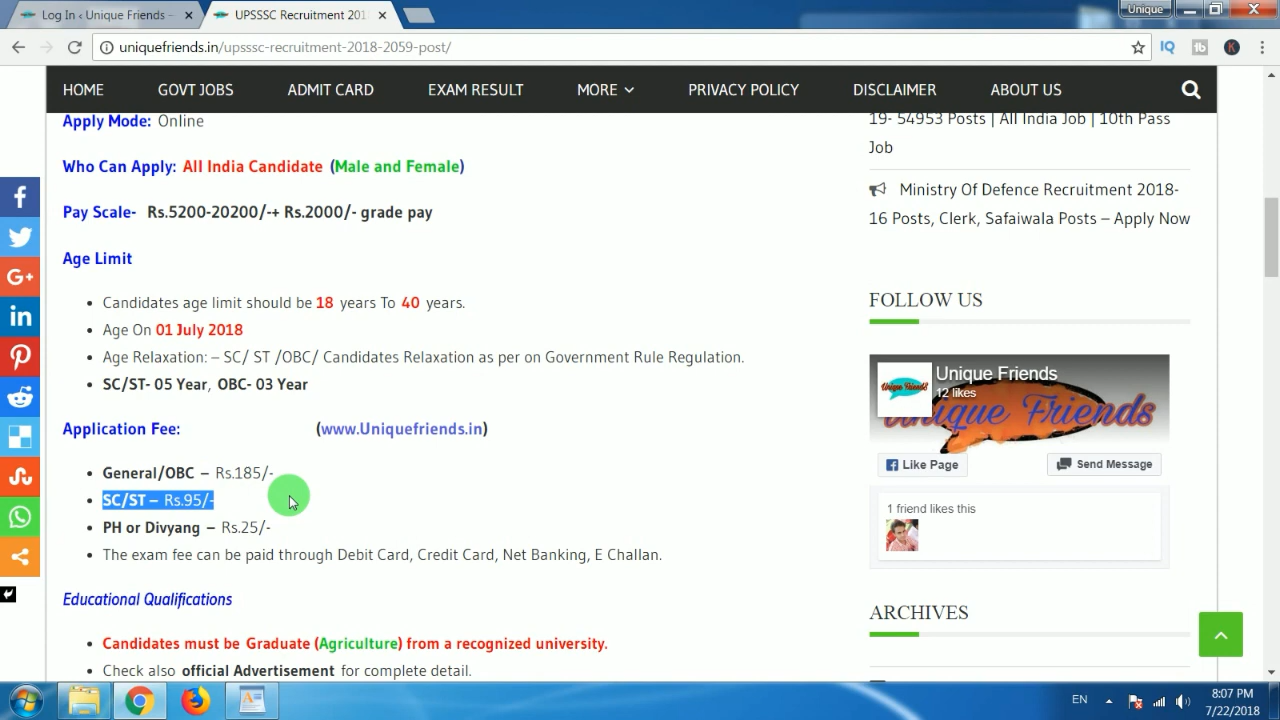 Log In ‹ Unique Friends —
UPSSSC Recruitment 201
Unique
uniquefriends.in/upsssc-recruitment-2018-2059-post/
IQ
tb
K
HOME
GOVT JOBS
ADMIT CARD
EXAM RESULT
MORE
PRIVACY POLICY
DISCLAIMER
ABOUT US
Apply Mode: Online
Who Can Apply: All India Candidate (Male and Female)
Pay Scale- Rs.5200-20200/-+ Rs.2000/- grade pay
Age Limit
• Candidates age limit should be 18 years To 40 years.
• Age On 01 July 2018
• Age Relaxation: – SC/ ST /OBC/ Candidates Relaxation as per on Government Rule Regulation.
• SC/ST- 05 Year, OBC- 03 Year
Application Fee: (www.Uniquefriends.in)
• General/OBC – Rs.185/-
• SC/ST – Rs.95/-
• PH or Divyang – Rs.25/-
• The exam fee can be paid through Debit Card, Credit Card, Net Banking, E Challan.
Educational Qualifications
• Candidates must be Graduate (Agriculture) from a recognized university.
• Check also official Advertisement for complete detail.
19- 54953 Posts | All India Job | 10th Pass
Job
Ministry Of Defence Recruitment 2018-
16 Posts, Clerk, Safaiwala Posts – Apply Now
FOLLOW US
Unique Friends
Unique Friends
12 likes
Unique Friends
Like Page
Send Message
1 friend likes this
ARCHIVES
G+
in
EN
8:07 PM
7/22/2018